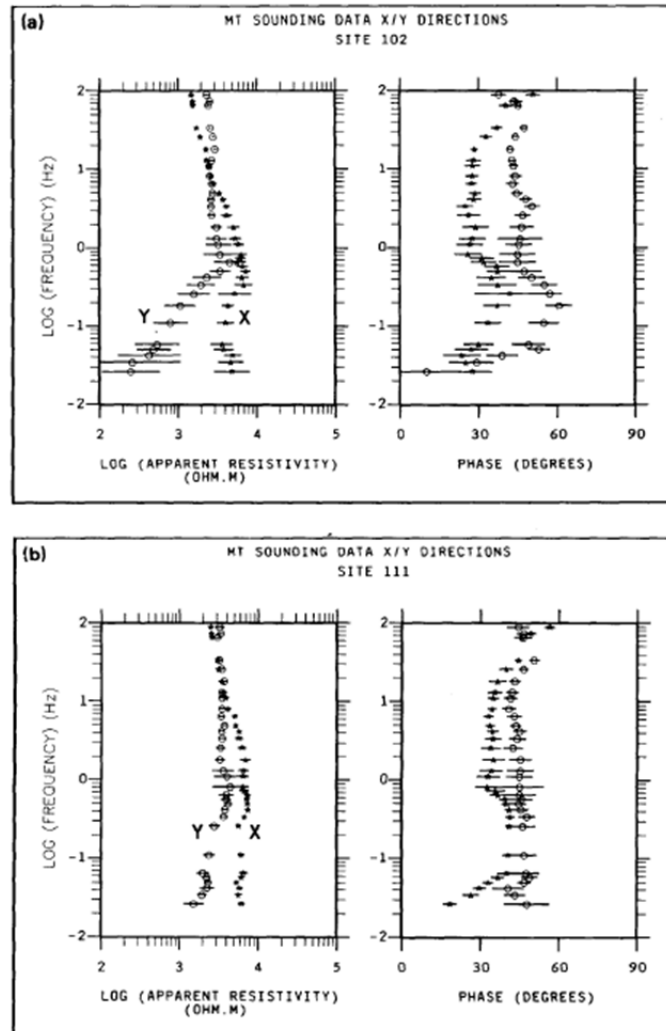 (a)
MT SOUNDING DATA X/Y DIRECTIONS
SITE 102
LOG (FREQUENCY) (Hz)
2
1
0
-1
-2
Y
X
2 3 4 5
LOG (APPARENT RESISTIVITY)
(OHM.M)
2
1
0
-1
-2
0 30 60 90
PHASE (DEGREES)
(b)
MT SOUNDING DATA X/Y DIRECTIONS
SITE 111
LOG (FREQUENCY) (Hz)
2
1
0
-1
-2
Y
X
2 3 4 5
LOG (APPARENT RESISTIVITY)
(OHM.M)
2
1
0
-1
-2
0 30 60 90
PHASE (DEGREES)